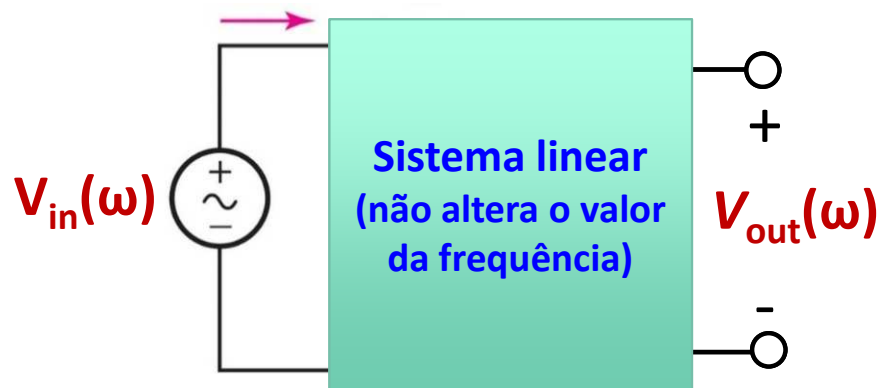 Vin(ω)
+
−
Sistema linear
(não altera o valor
da frequência)
+
Vout(ω)
-